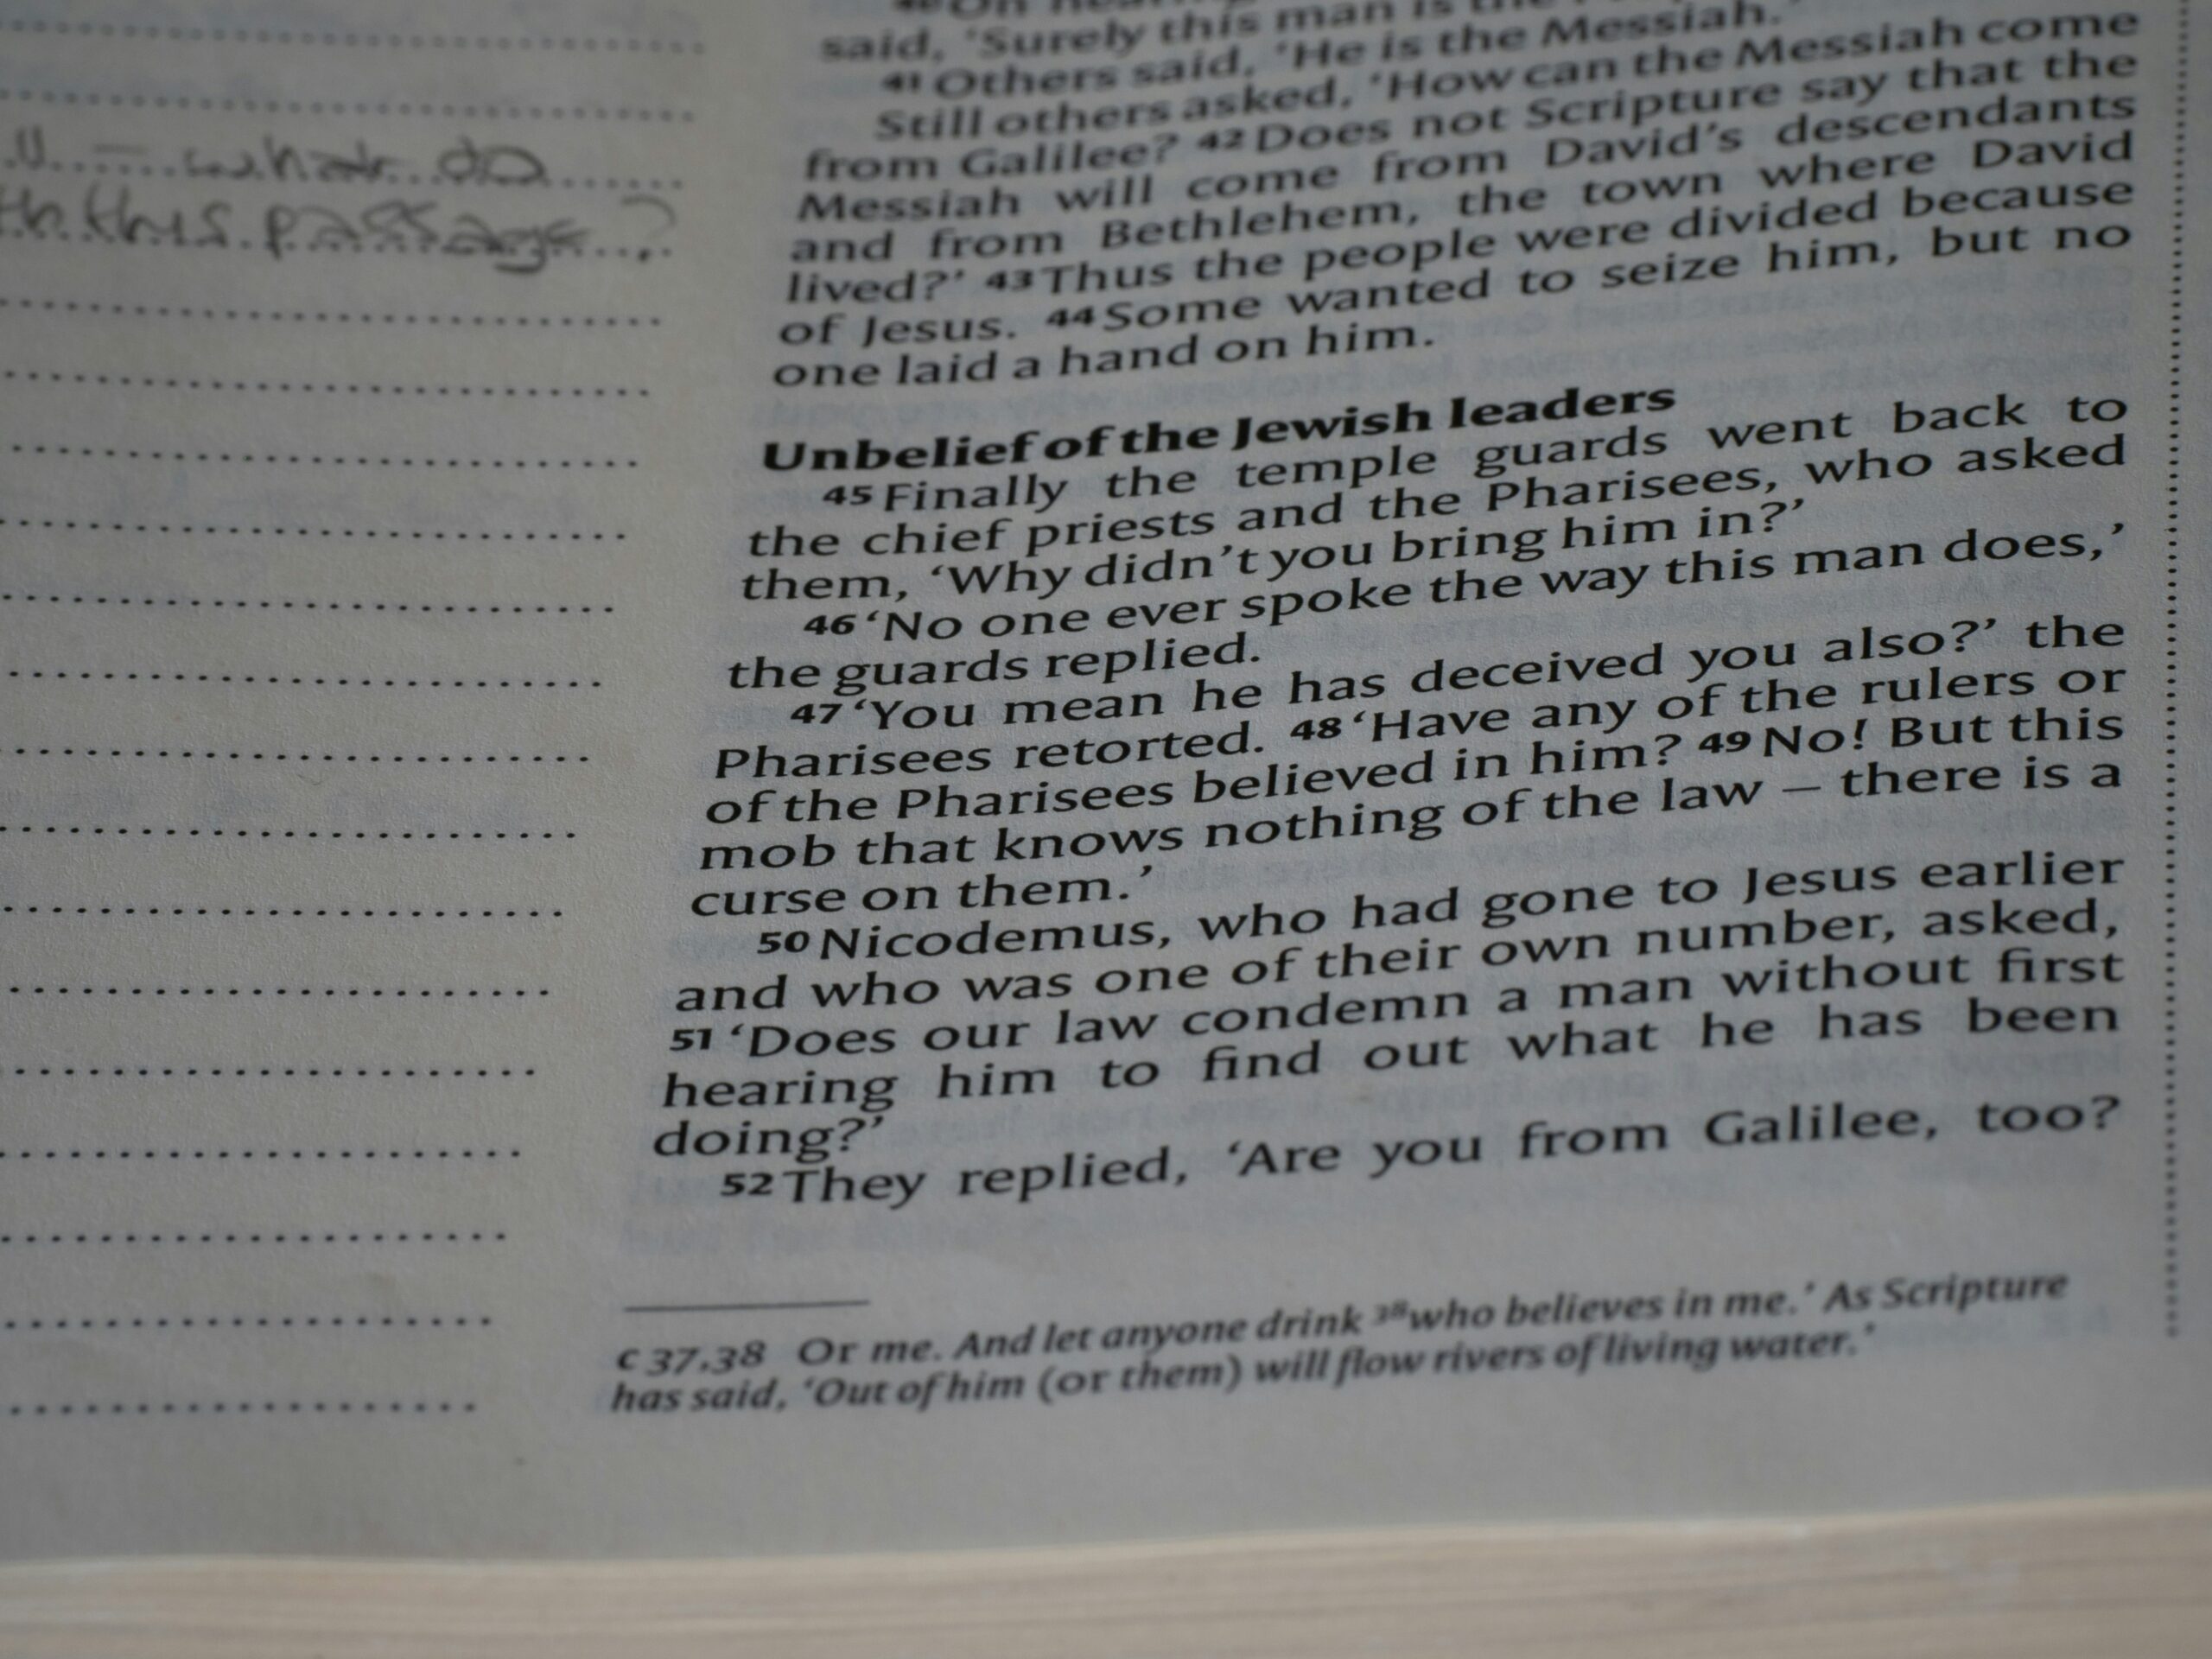 u – what do
th this passage?
40 On
said, ‘Surely this man is the
41 Others said, ‘He is the Messiah.’
Still others asked, ‘How can the Messiah come
from Galilee? 42 Does not Scripture say that the
Messiah will come from David’s descendants
and from Bethlehem, the town where David
lived?’ 43 Thus the people were divided because
of Jesus. 44 Some wanted to seize him, but no
one laid a hand on him.
Unbelief of the Jewish leaders
45 Finally the temple guards went back to
the chief priests and the Pharisees, who asked
them, ‘Why didn’t you bring him in?’
46 ‘No one ever spoke the way this man does,’
the guards replied.
47 ‘You mean he has deceived you also?’ the
Pharisees retorted. 48 ‘Have any of the rulers or
of the Pharisees believed in him? 49 No! But this
mob that knows nothing of the law – there is a
curse on them.’
50 Nicodemus, who had gone to Jesus earlier
and who was one of their own number, asked,
51 ‘Does our law condemn a man without first
hearing him to find out what he has been
doing?’
52 They replied, ‘Are you from Galilee, too?
c 37,38 Or me. And let anyone drink 38 who believes in me.’ As Scripture
has said, ‘Out of him (or them) will flow rivers of living water.’